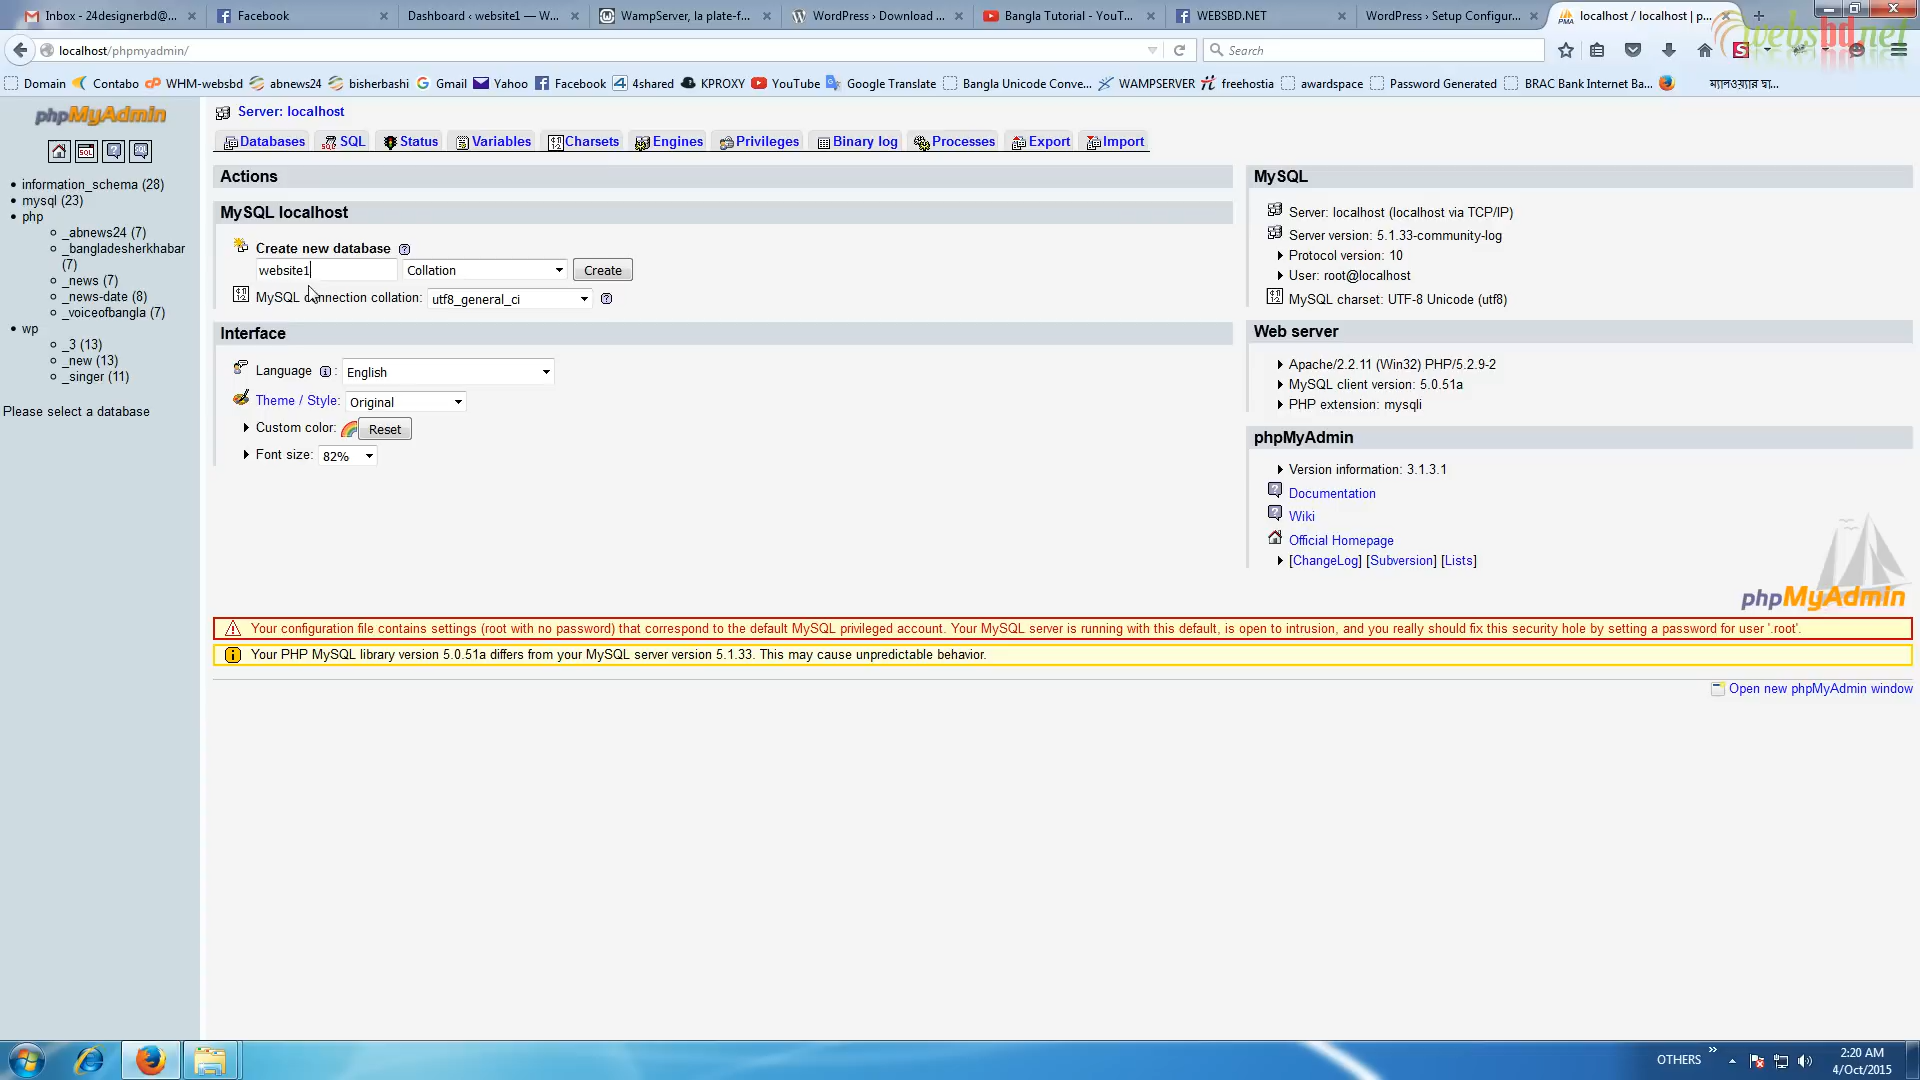 Inbox - 24designerbd@...
Facebook
Dashboard ‹ website1 — W...
WampServer, la plate-f...
WordPress › Download ...
Bangla Tutorial - YouT...
WEBSBD.NET
WordPress › Setup Configur...
localhost / localhost | p...
websbd.net
localhost/phpmyadmin/
Search
Domain
Contabo
WHM-websbd
abnews24
bisherbashi
Gmail
Yahoo
Facebook
4shared
KPROXY
YouTube
Google Translate
Bangla Unicode Conve...
WAMPSERVER
freehostia
awardspace
Password Generated
BRAC Bank Internet Ba...
ম্যালওয়্যার দ্বা...
phpMyAdmin
information_schema (28)
mysql (23)
php
_abnews24 (7)
_bangladesherkhabar
(7)
_news (7)
_news-date (8)
_voiceofbangla (7)
wp
_3 (13)
_new (13)
_singer (11)
Please select a database
Server: localhost
Databases
SQL
Status
Variables
Charsets
Engines
Privileges
Binary log
Processes
Export
Import
Actions
MySQL localhost
Create new database
website1
Collation
Create
MySQL connection collation: utf8_general_ci
Interface
Language : English
Theme / Style: Original
Custom color: Reset
Font size: 82%
MySQL
Server: localhost (localhost via TCP/IP)
Server version: 5.1.33-community-log
Protocol version: 10
User: root@localhost
MySQL charset: UTF-8 Unicode (utf8)
Web server
Apache/2.2.11 (Win32) PHP/5.2.9-2
MySQL client version: 5.0.51a
PHP extension: mysqli
phpMyAdmin
Version information: 3.1.3.1
Documentation
Wiki
Official Homepage
[ChangeLog] [Subversion] [Lists]
phpMyAdmin
Your configuration file contains settings (root with no password) that correspond to the default MySQL privileged account. Your MySQL server is running with this default, is open to intrusion, and you really should fix this security hole by setting a password for user '.root'.
Your PHP MySQL library version 5.0.51a differs from your MySQL server version 5.1.33. This may cause unpredictable behavior.
Open new phpMyAdmin window
OTHERS
2:20 AM
4/Oct/2015